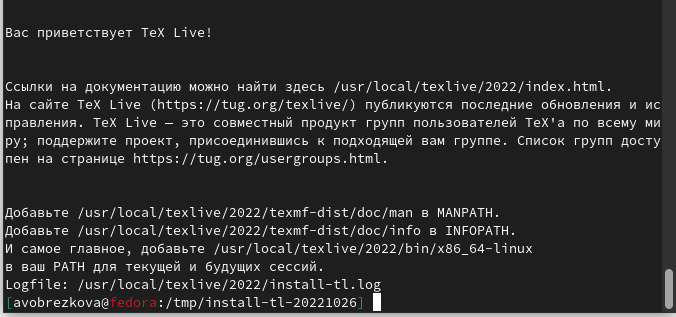 Вас приветствует TeX Live!
Ссылки на документацию можно найти здесь /usr/local/texlive/2022/index.html.
На сайте TeX Live (https://tug.org/texlive/) публикуются последние обновления и ис
правления. TeX Live — это совместный продукт групп пользователей TeX'а по всему ми
ру; поддержите проект, присоединившись к подходящей вам группе. Список групп досту
пен на странице https://tug.org/usergroups.html.
Добавьте /usr/local/texlive/2022/texmf-dist/doc/man в MANPATH.
Добавьте /usr/local/texlive/2022/texmf-dist/doc/info в INFOPATH.
И самое главное, добавьте /usr/local/texlive/2022/bin/x86_64-linux
в ваш PATH для текущей и будущих сессий.
Logfile: /usr/local/texlive/2022/install-tl.log
[avobrezkova@fedora:/tmp/install-tl-20221026]